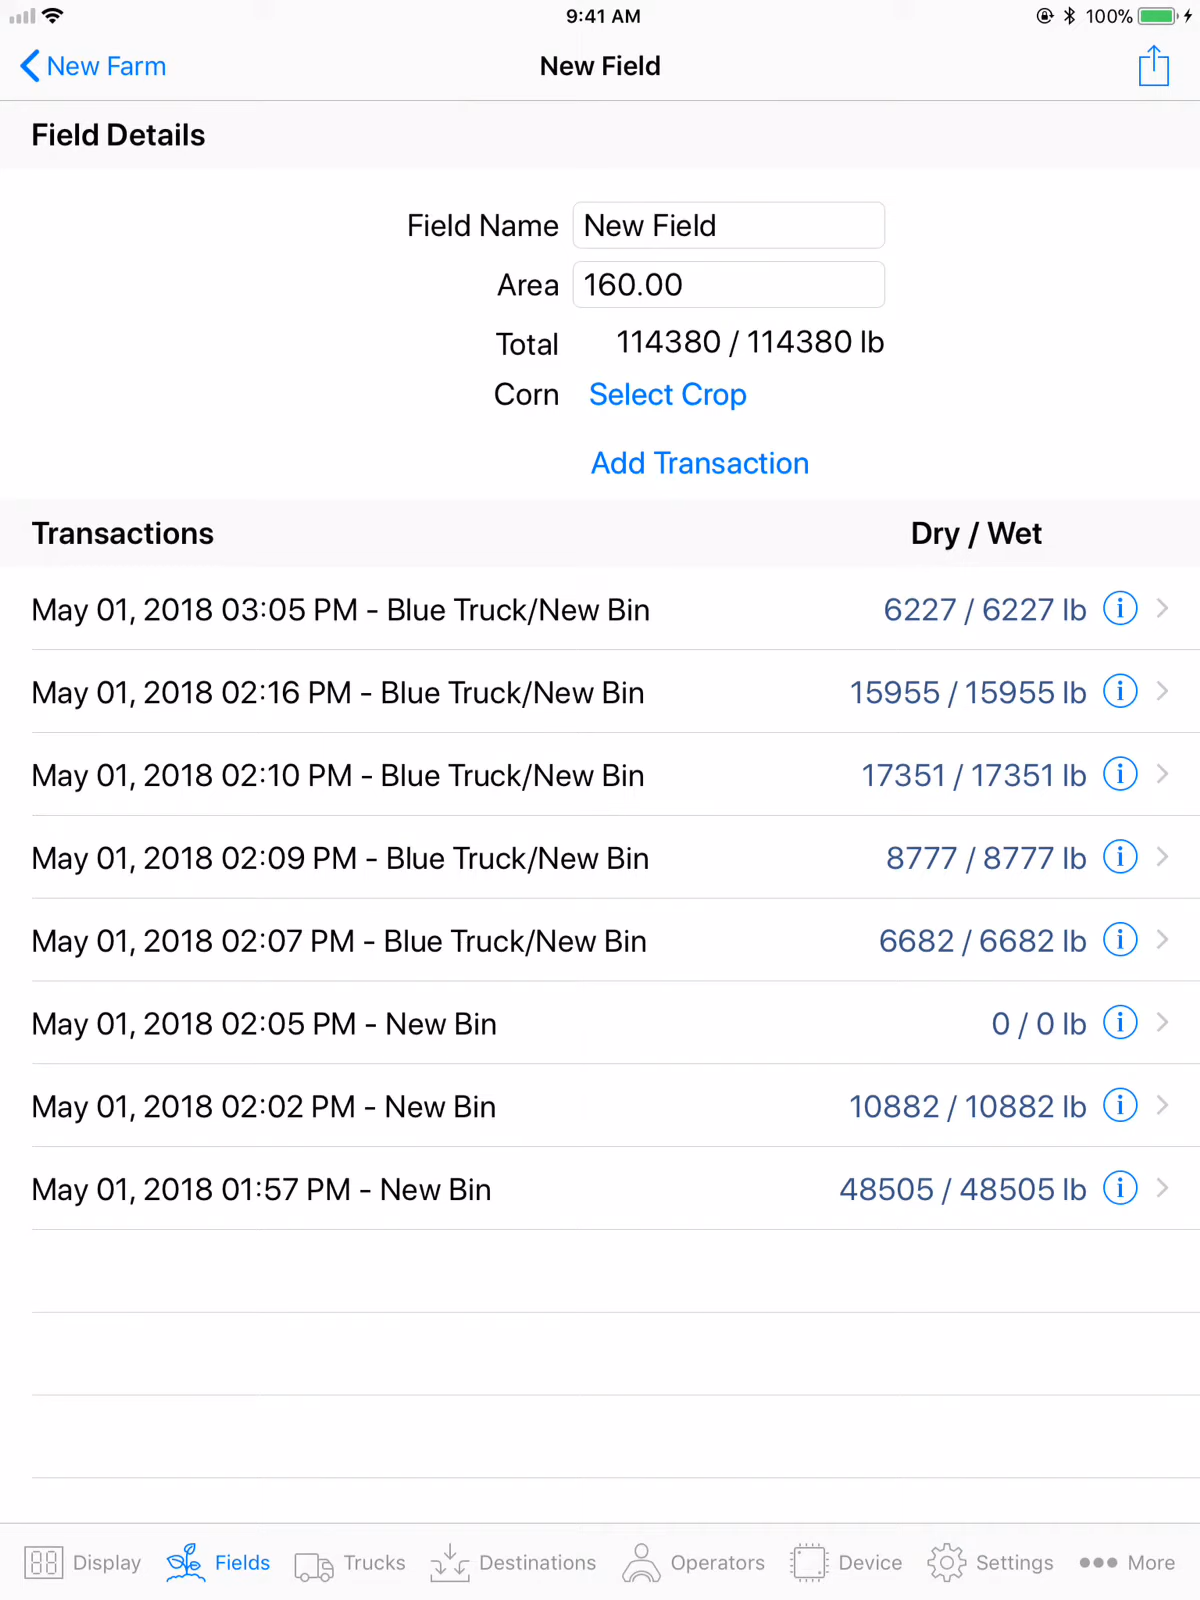 9:41 AM 100%
New Farm New Field
Field Details
Field Name New Field
Area 160.00
Total 114380 / 114380 lb
Corn Select Crop
Add Transaction
Transactions Dry / Wet
May 01, 2018 03:05 PM - Blue Truck/New Bin 6227 / 6227 lb
May 01, 2018 02:16 PM - Blue Truck/New Bin 15955 / 15955 lb
May 01, 2018 02:10 PM - Blue Truck/New Bin 17351 / 17351 lb
May 01, 2018 02:09 PM - Blue Truck/New Bin 8777 / 8777 lb
May 01, 2018 02:07 PM - Blue Truck/New Bin 6682 / 6682 lb
May 01, 2018 02:05 PM - New Bin 0 / 0 lb
May 01, 2018 02:02 PM - New Bin 10882 / 10882 lb
May 01, 2018 01:57 PM - New Bin 48505 / 48505 lb
Display Fields Trucks Destinations Operators Device Settings More